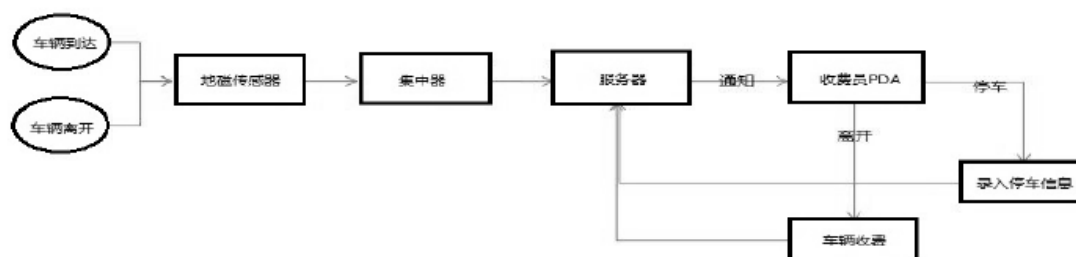 车辆到达
地磁传感器
集中器
服务器
通知
收费员PDA
停车
车辆离开
离开
录入停车信息
车辆收费